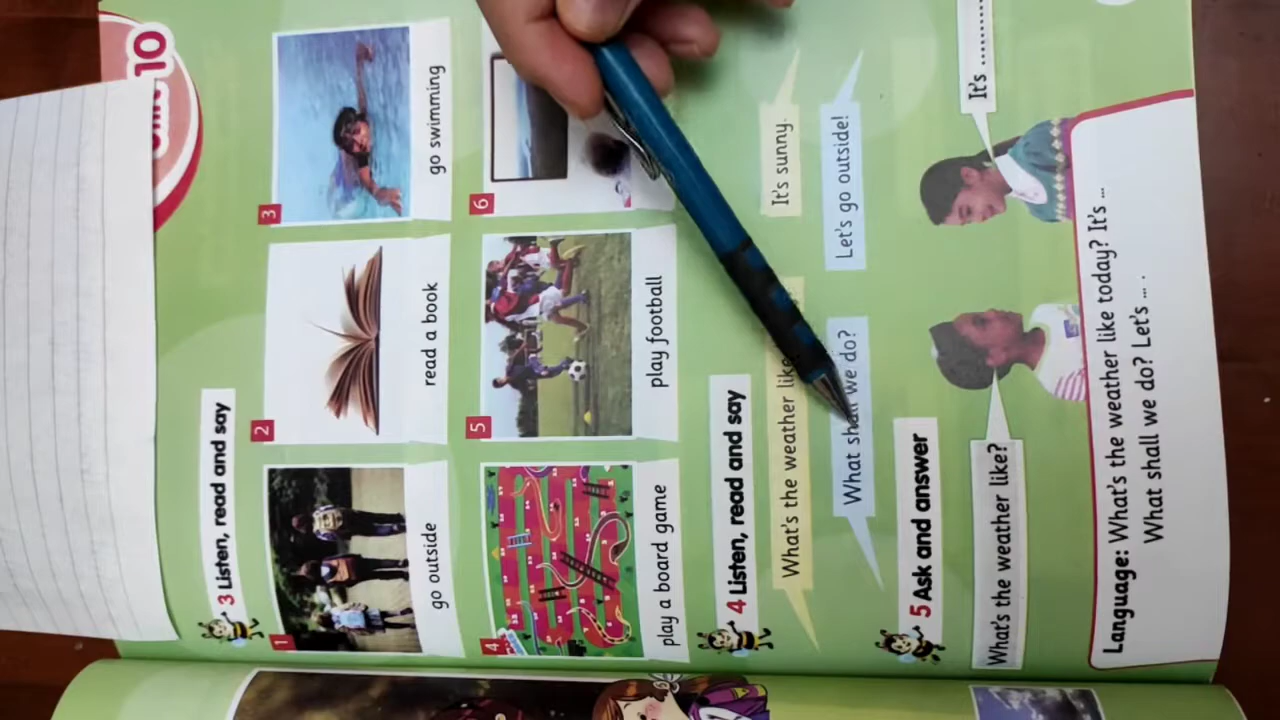 10
3 Listen, read and say
1
2
3
go outside
read a book
go swimming
4
5
6
play a board game
play football
4 Listen, read and say
What's the weather like
It's sunny.
What shall we do?
Let's go outside!
5 Ask and answer
What's the weather like?
It's ..........
Language: What's the weather like today? It's ...
What shall we do? Let's ... .